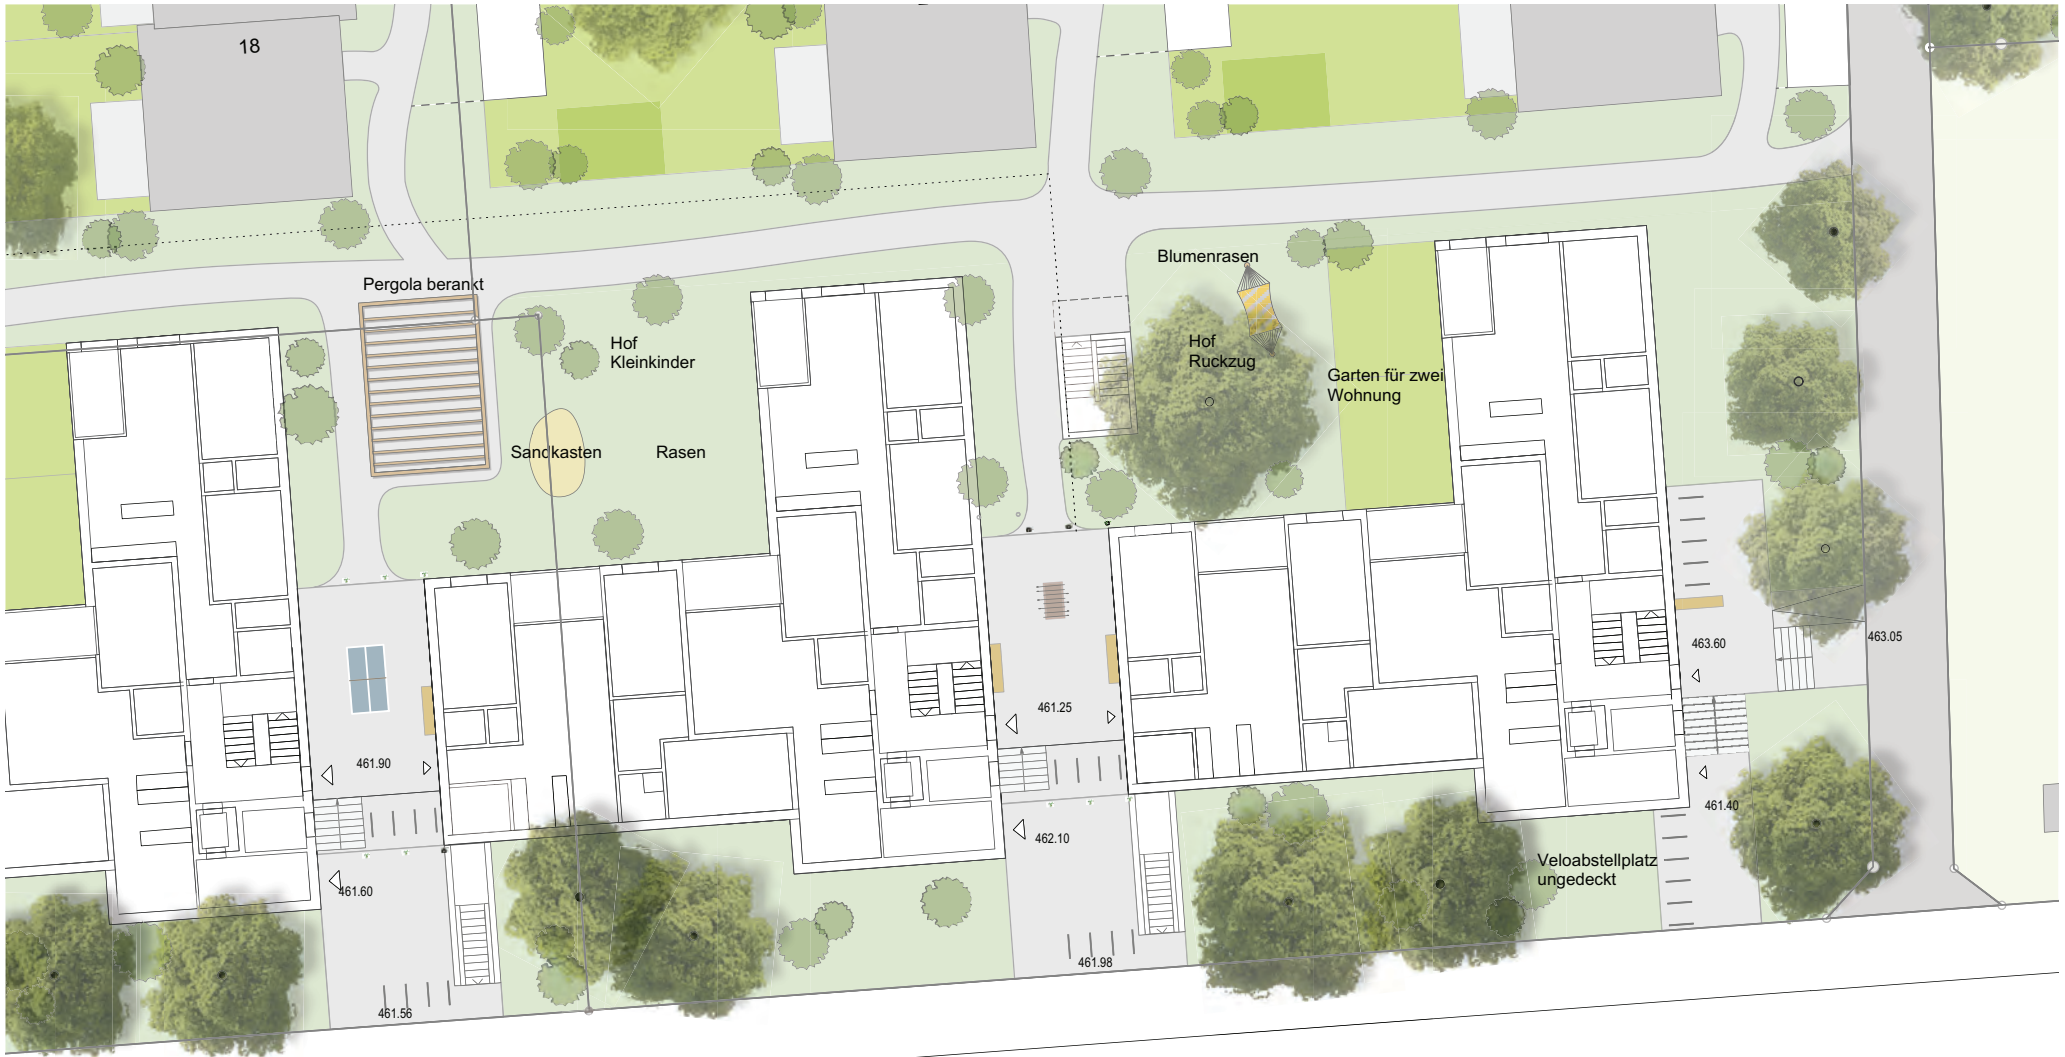 18
Pergola berankt
Blumenrasen
Hof
Kleinkinder
Hof
Ruckzug
Garten für zwei
Wohnung
Sandkasten
Rasen
463.05
463.60
461.25
461.90
461.40
462.10
Veloabstellplatz
ungedeckt
461.60
461.98
461.56